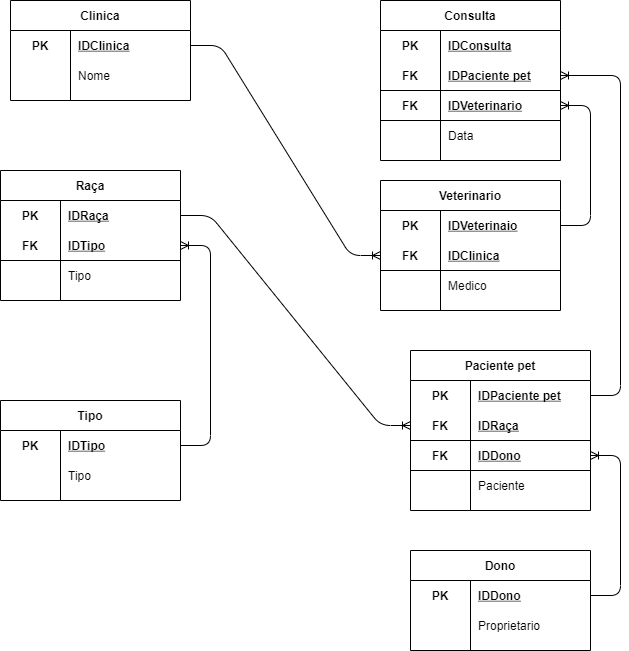 Clinica
PK IDClinica
Nome
Consulta
PK IDConsulta
FK IDPaciente pet
FK IDVeterinario
Data
Raça
PK IDRaça
FK IDTipo
Tipo
Veterinario
PK IDVeterinaio
FK IDClinica
Medico
Paciente pet
PK IDPaciente pet
FK IDRaça
FK IDDono
Paciente
Tipo
PK IDTipo
Tipo
Dono
PK IDDono
Proprietario